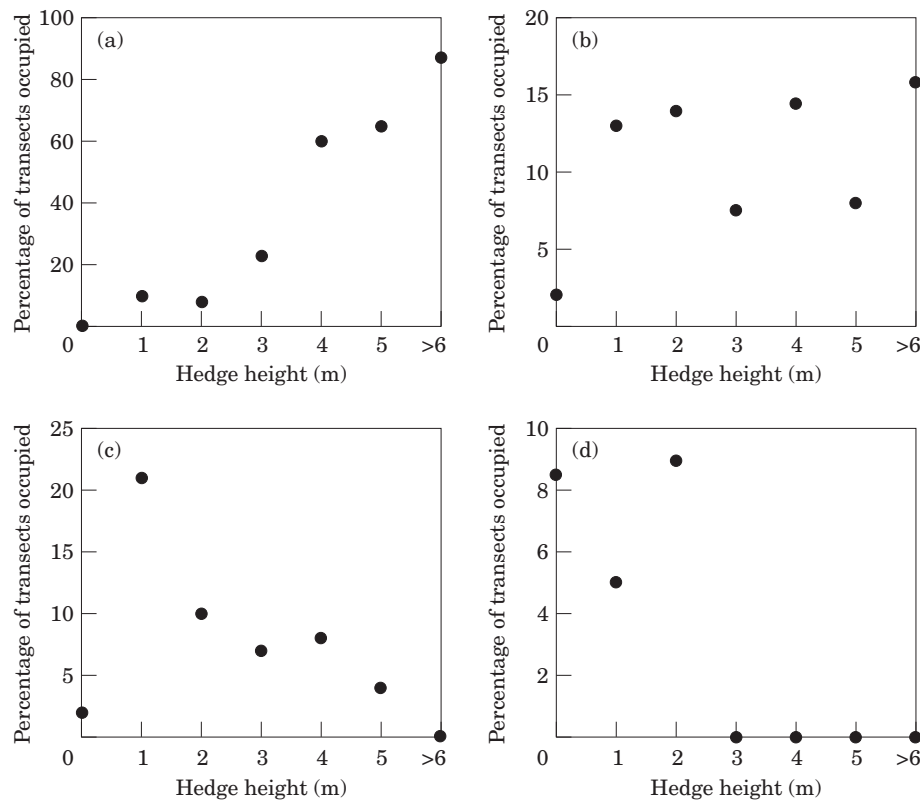 (a)
Percentage of transects occupied
100
80
60
40
20
0 1 2 3 4 5 >6
Hedge height (m)
(b)
Percentage of transects occupied
20
15
10
5
0 1 2 3 4 5 >6
Hedge height (m)
(c)
Percentage of transects occupied
25
20
15
10
5
0 1 2 3 4 5 >6
Hedge height (m)
(d)
Percentage of transects occupied
10
8
6
4
2
0 1 2 3 4 5 >6
Hedge height (m)